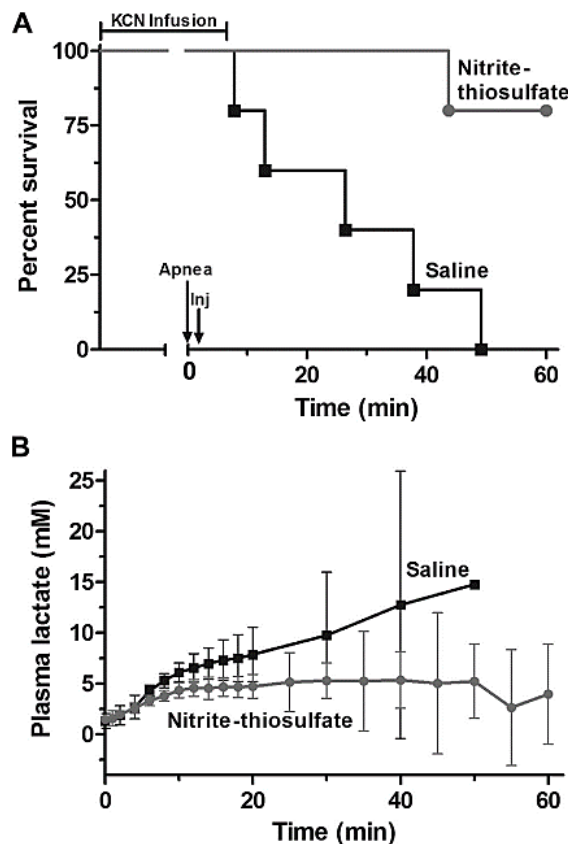 A
KCN Infusion
100
75
50
25
0
Percent survival
Nitrite-
thiosulfate
Saline
Apnea
Inj
0
20
40
60
Time (min)
B
25
20
15
10
5
0
Plasma lactate (mM)
Saline
Nitrite-thiosulfate
0
20
40
60
Time (min)